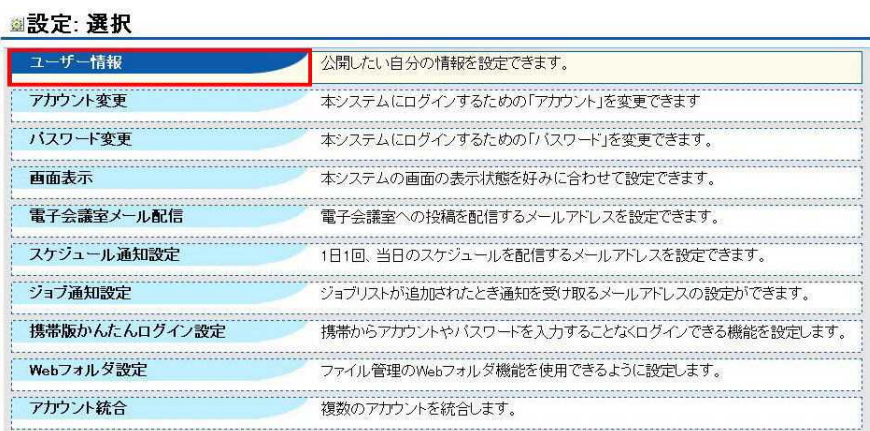 設定: 選択
ユーザー情報 公開したい自分の情報を設定できます。
アカウント変更 本システムにログインするための「アカウント」を変更できます
パスワード変更 本システムにログインするための「パスワード」を変更できます。
画面表示 本システムの画面の表示状態を好みに合わせて設定できます。
電子会議室メール配信 電子会議室への投稿を配信するメールアドレスを設定できます。
スケジュール通知設定 1日1回、当日のスケジュールを配信するメールアドレスを設定できます。
ジョブ通知設定 ジョブリストが追加されたとき通知を受け取るメールアドレスの設定ができます。
携帯版かんたんログイン設定 携帯からアカウントやパスワードを入力することなくログインできる機能を設定します。
Webフォルダ設定 ファイル管理のWebフォルダ機能を使用できるように設定します。
アカウント統合 複数のアカウントを統合します。